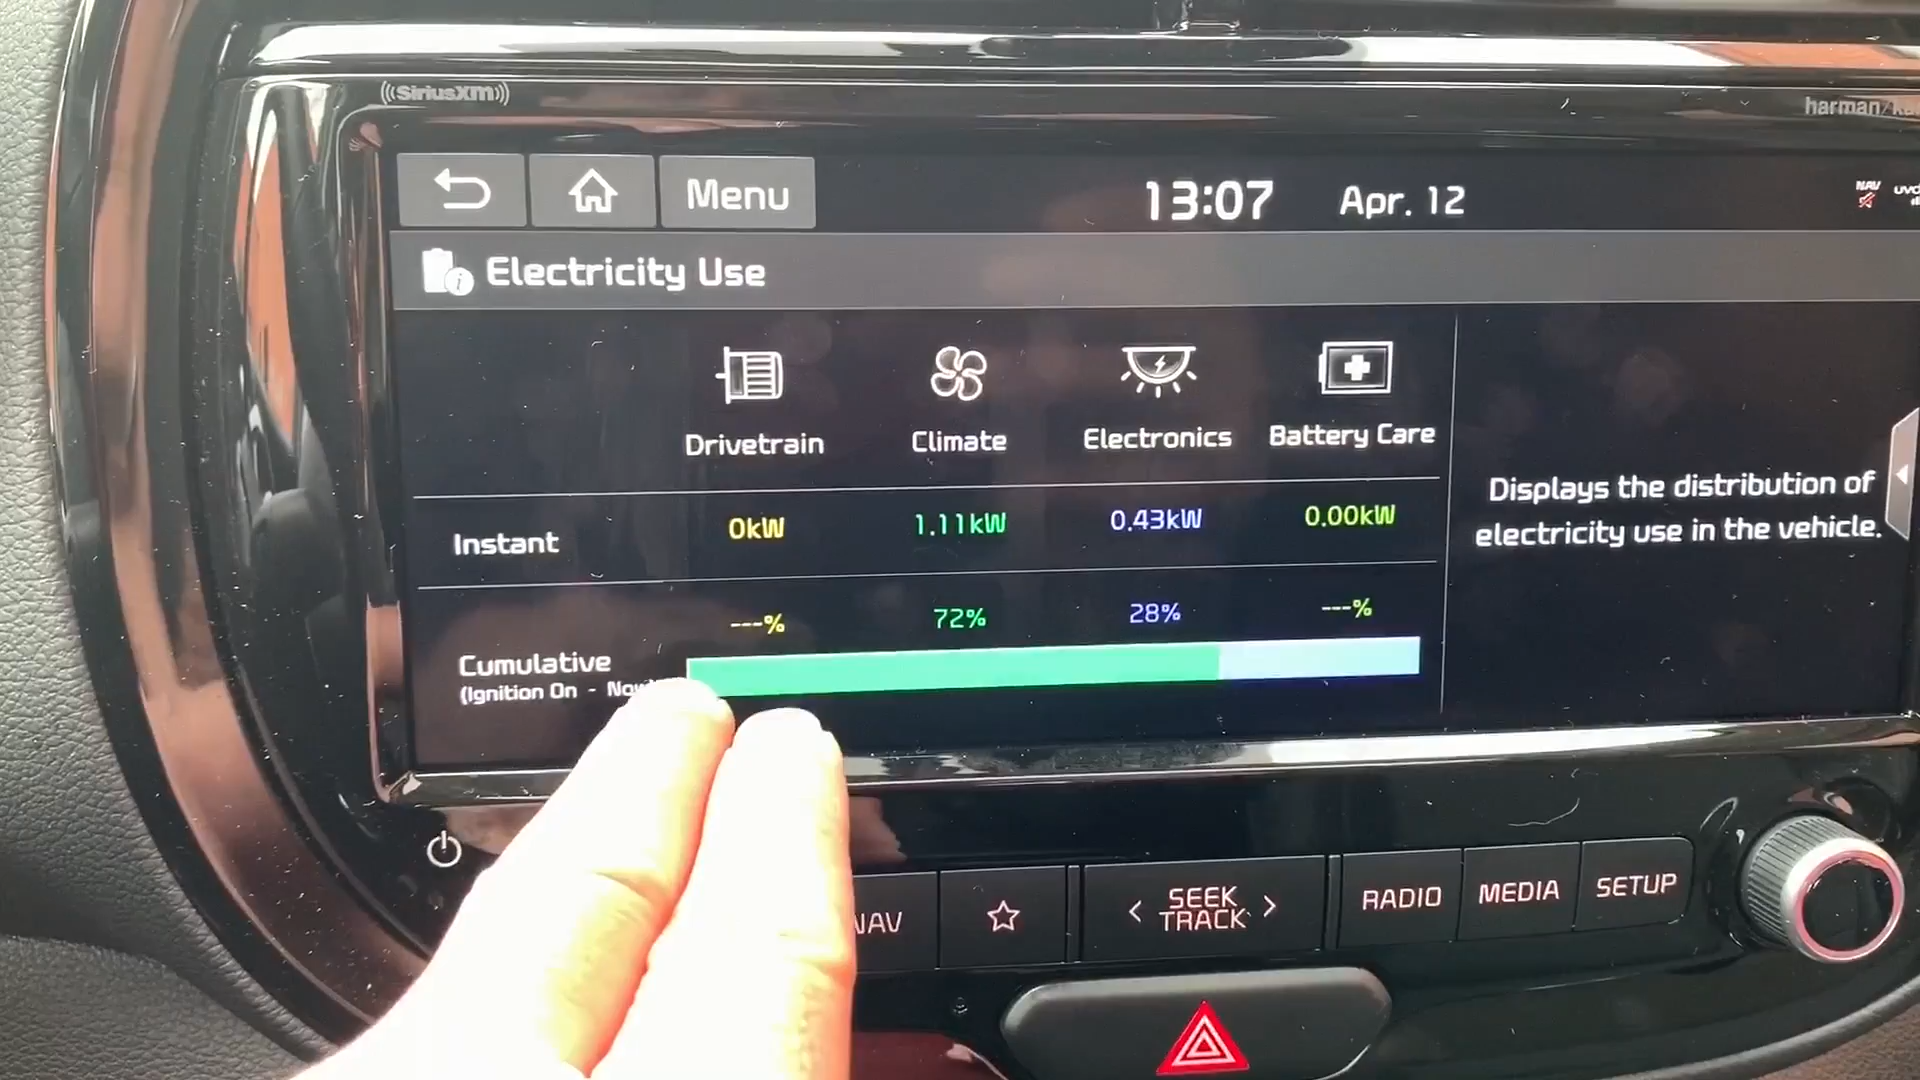 SiriusXM
harman/
Menu
13:07
Apr. 12
NAV
Electricity Use
Drivetrain
Climate
Electronics
Battery Care
Displays the distribution of
electricity use in the vehicle.
Instant
0kW
1.11kW
0.43kW
0.00kW
---%
72%
28%
---%
Cumulative
(Ignition On - Now
NAV
< SEEK >
TRACK
RADIO
MEDIA
SETUP